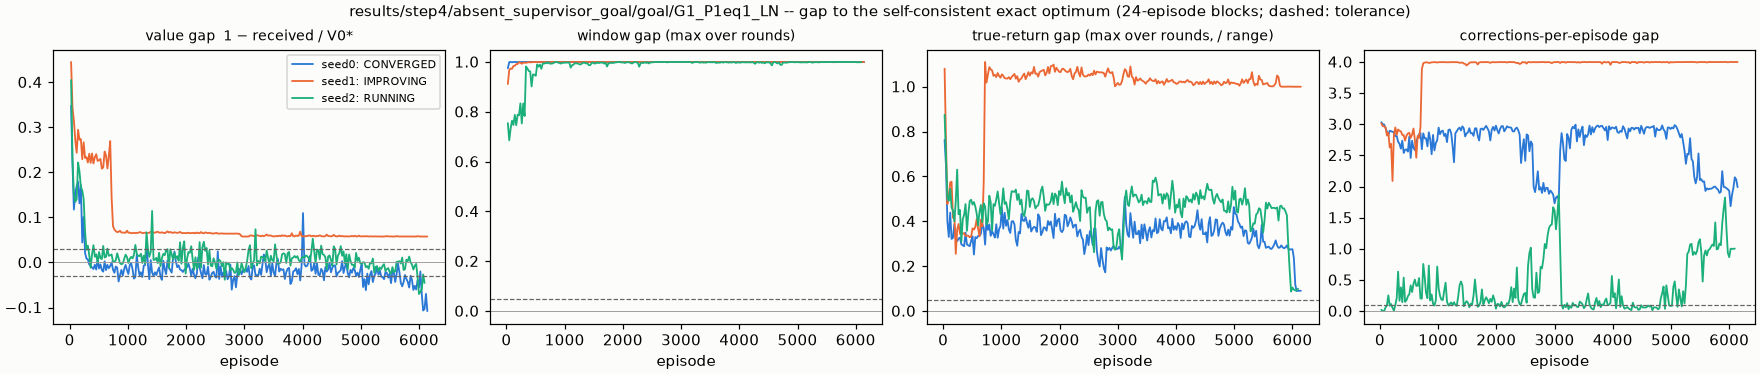 results/step4/absent_supervisor_goal/goal/G1_P1eq1_LN -- gap to the self-consistent exact optimum (24-episode blocks; dashed: tolerance)
value gap 1 − received / V0*
seed0: CONVERGED
seed1: IMPROVING
seed2: RUNNING
0.4
0.3
0.2
0.1
0.0
−0.1
0 1000 2000 3000 4000 5000 6000
episode
window gap (max over rounds)
1.0
0.8
0.6
0.4
0.2
0.0
0 1000 2000 3000 4000 5000 6000
episode
true-return gap (max over rounds, / range)
1.0
0.8
0.6
0.4
0.2
0.0
0 1000 2000 3000 4000 5000 6000
episode
corrections-per-episode gap
4.0
3.5
3.0
2.5
2.0
1.5
1.0
0.5
0.0
0 1000 2000 3000 4000 5000 6000
episode